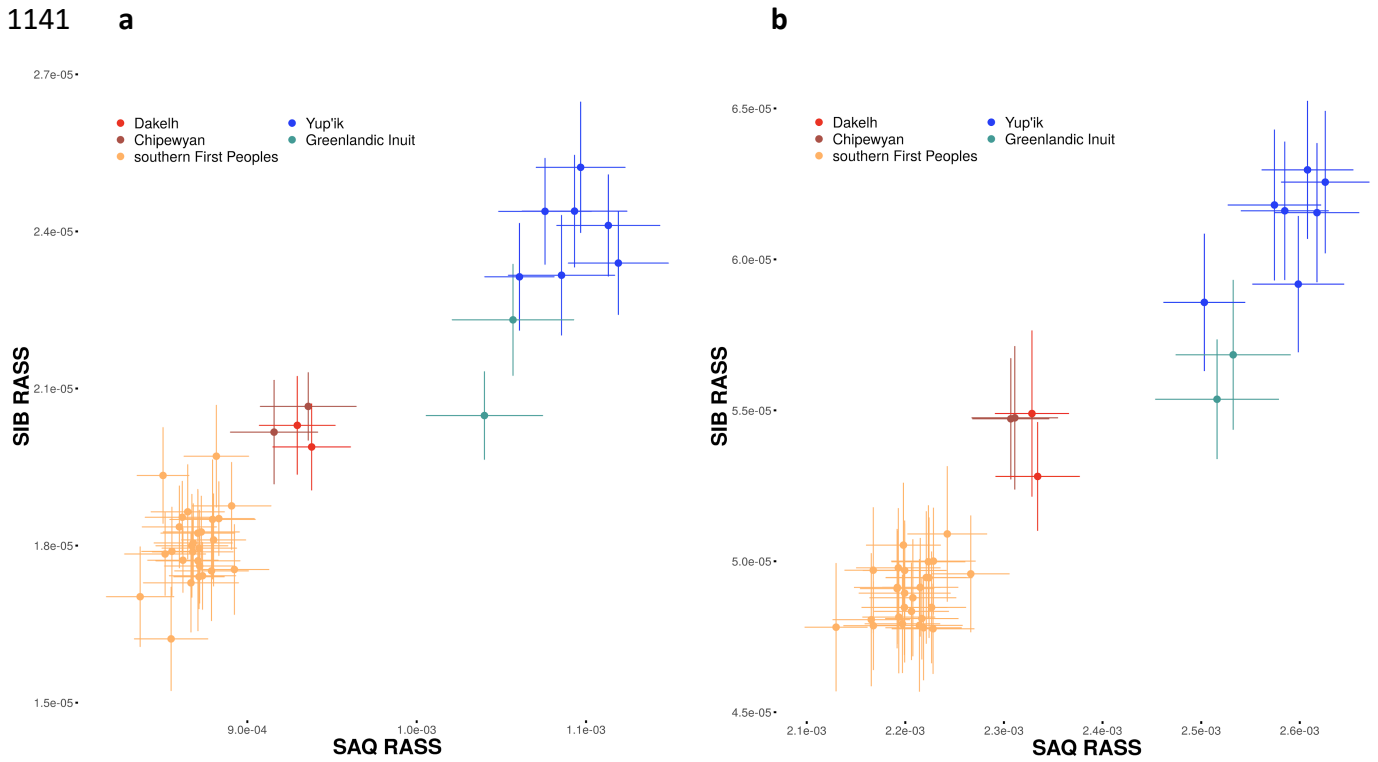 1141 a b
2.7e-05
Dakelh Yup'ik
Chipewyan Greenlandic Inuit
southern First Peoples
2.4e-05
2.1e-05
1.8e-05
1.5e-05
SIB RASS
9.0e-04 1.0e-03 1.1e-03
SAQ RASS
6.5e-05
Dakelh Yup'ik
Chipewyan Greenlandic Inuit
southern First Peoples
6.0e-05
5.5e-05
5.0e-05
4.5e-05
SIB RASS
2.1e-03 2.2e-03 2.3e-03 2.4e-03 2.5e-03 2.6e-03
SAQ RASS